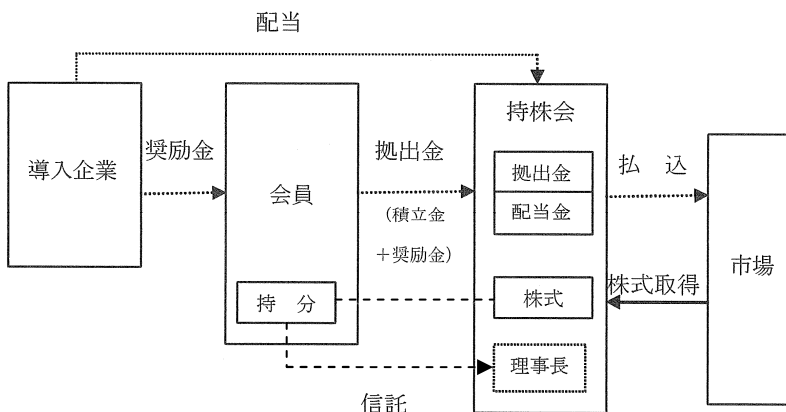 配当
導入企業
奨励金
会員
持分
拠出金
(積立金
+奨励金)
持株会
拠出金
配当金
株式
理事長
信託
払込
株式取得
市場